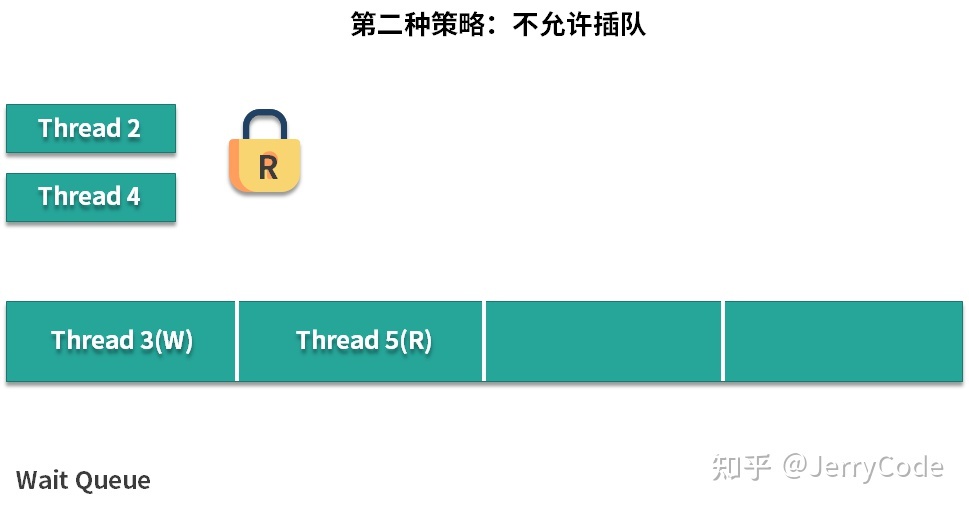 第二种策略：不允许插队
Thread 2
R
Thread 4
Thread 3(W)
Thread 5(R)
Wait Queue
知乎 @JerryCode